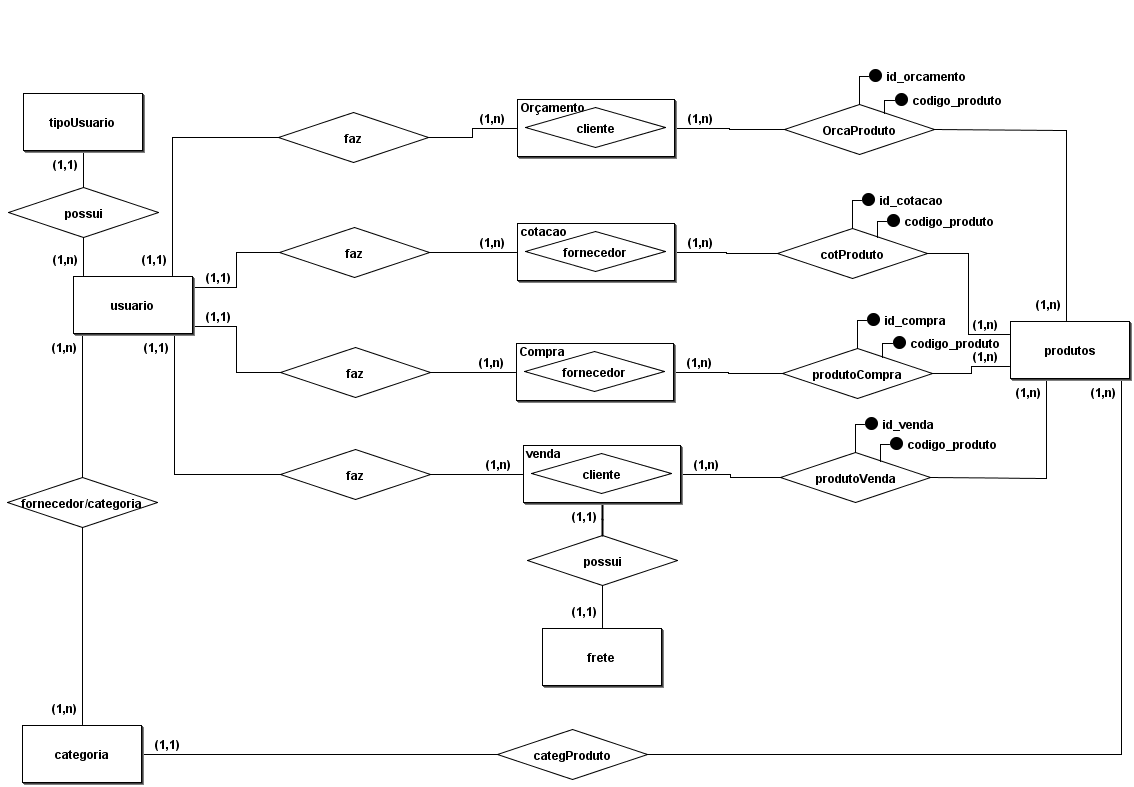 id_orcamento
codigo_produto
Orçamento
tipoUsuario
(1,n)
(1,n)
cliente
OrcaProduto
faz
(1,1)
id_cotacao
possui
codigo_produto
cotacao
(1,n)
(1,n)
faz
fornecedor
cotProduto
(1,n)
(1,1)
(1,1)
usuario
(1,n)
(1,1)
id_compra
(1,n)
codigo_produto
(1,n)
(1,1)
Compra
produtos
(1,n)
(1,n)
(1,n)
faz
fornecedor
produtoCompra
(1,n)
(1,n)
id_venda
codigo_produto
venda
(1,n)
(1,n)
faz
cliente
produtoVenda
fornecedor/categoria
(1,1)
possui
(1,1)
frete
(1,n)
(1,1)
categoria
categProduto